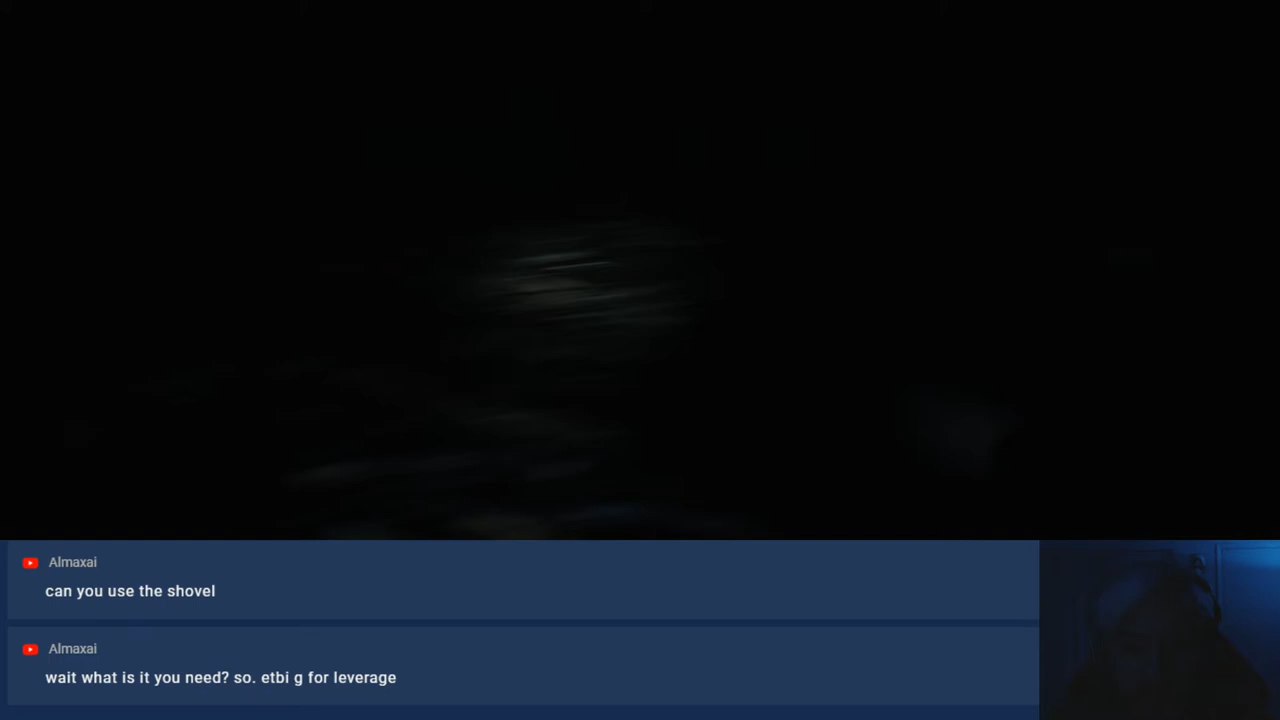 Almaxai
can you use the shovel
Almaxai
wait what is it you need? so. etbi g for leverage